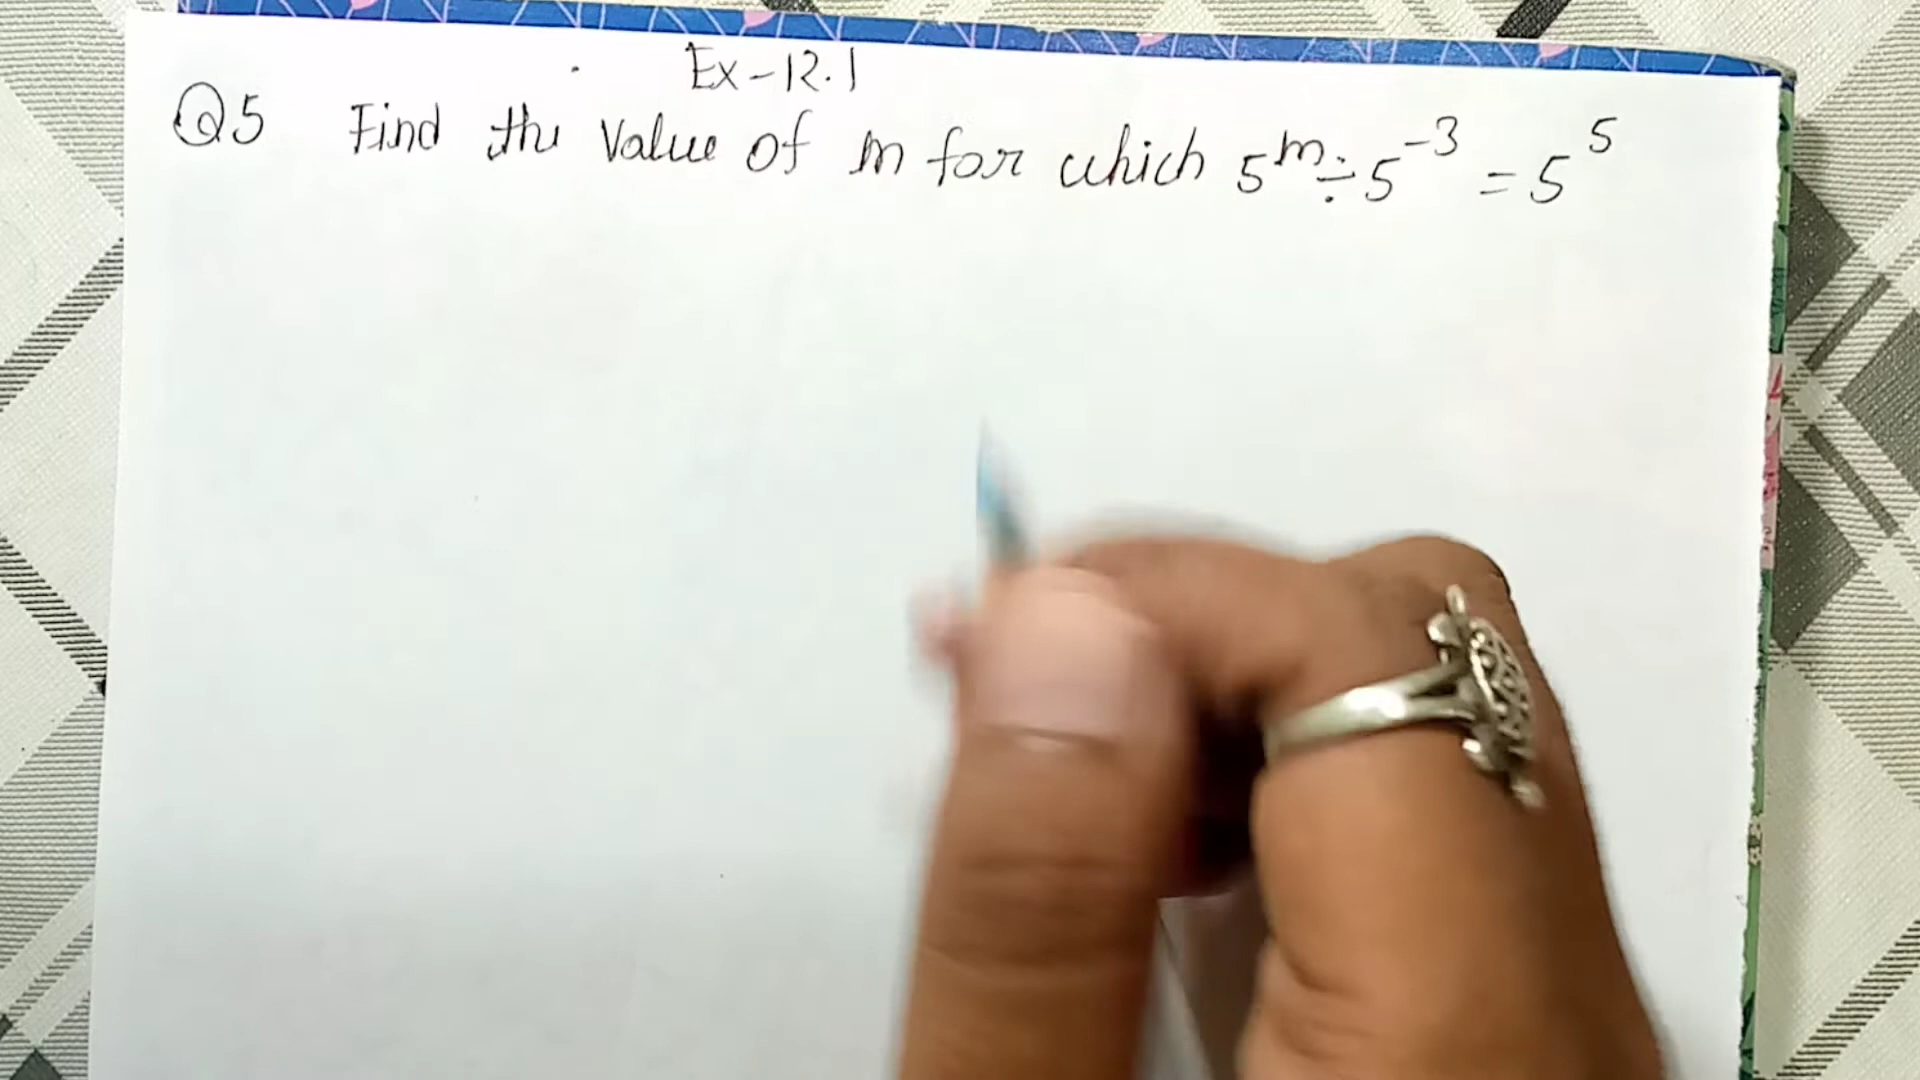 Ex-12.1
Q5 Find the value of m for which 5^m ÷ 5^-3 = 5^5